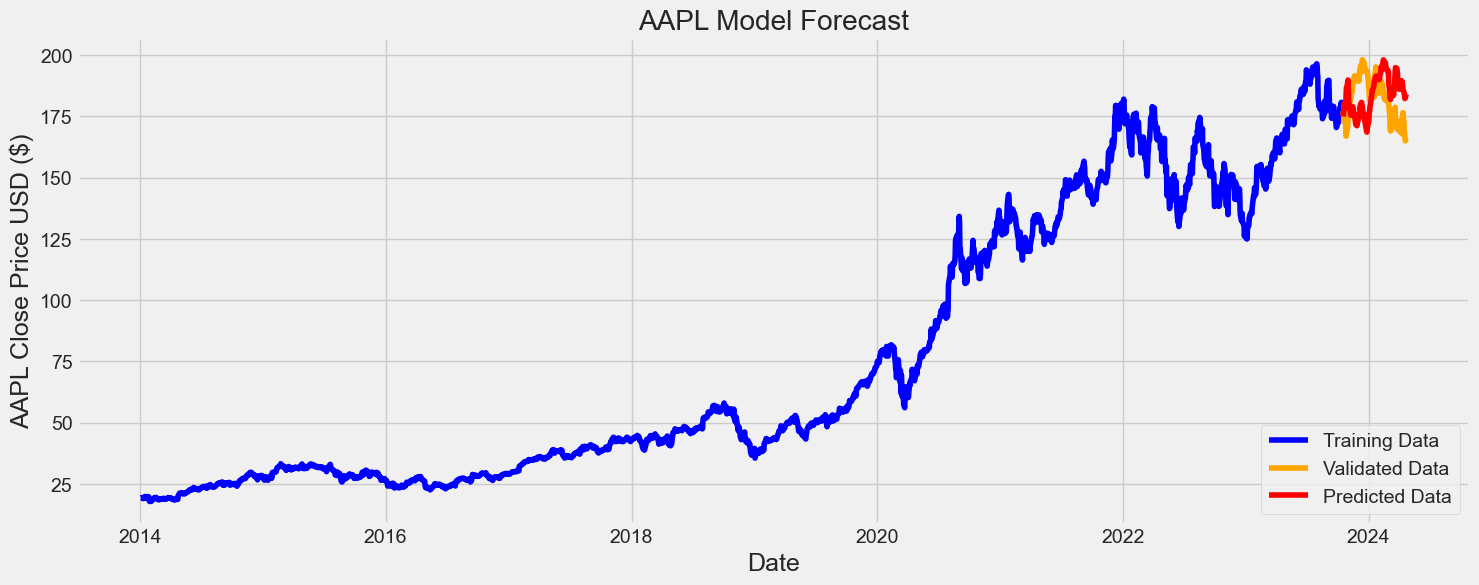 AAPL Model Forecast
AAPL Close Price USD ($)
200
175
150
125
100
75
50
25
2014 2016 2018 2020 2022 2024
Date
Training Data
Validated Data
Predicted Data